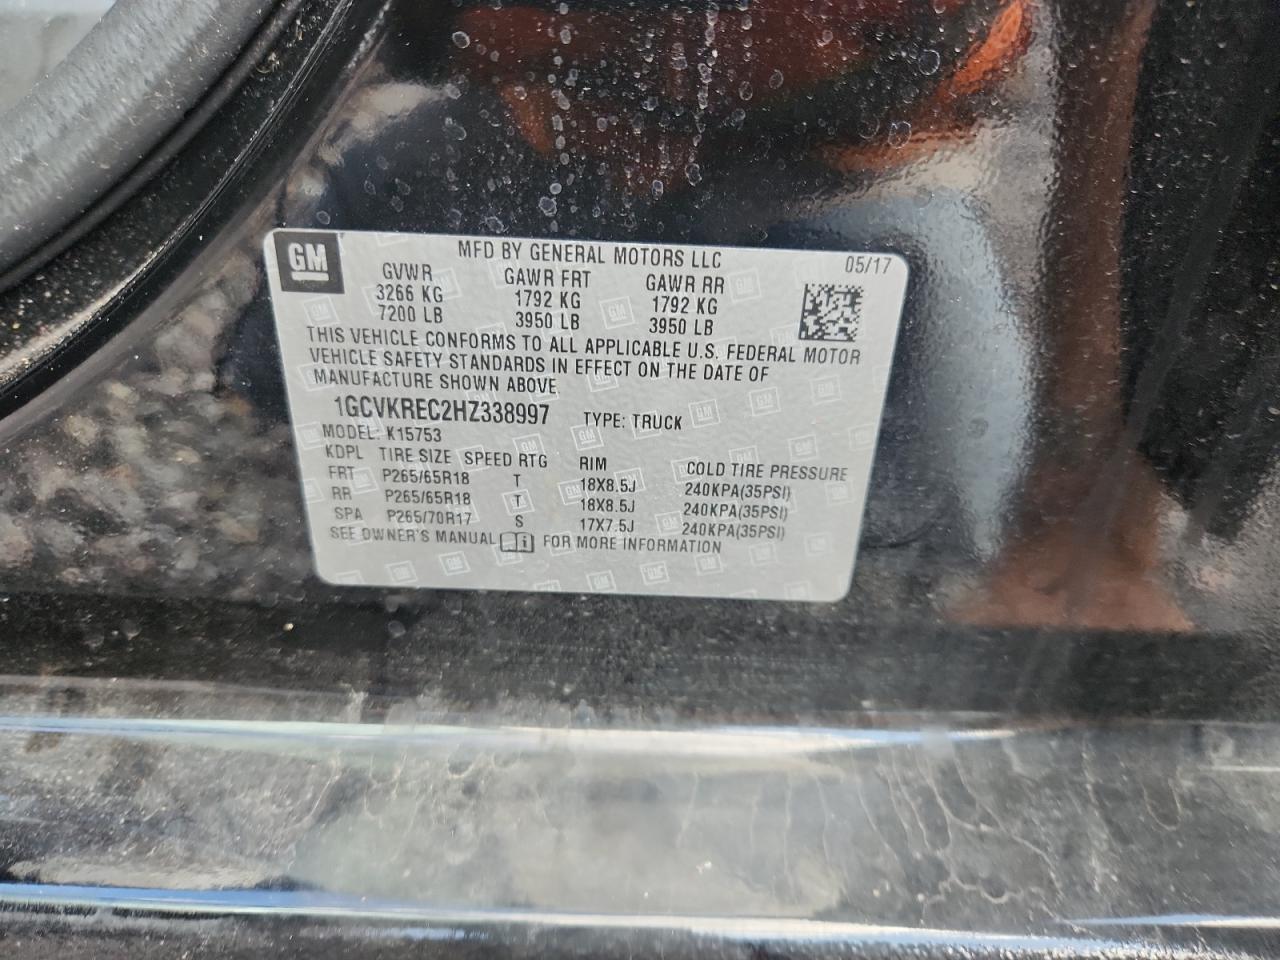 GM
MFD BY GENERAL MOTORS LLC 05/17
GVWR GAWR FRT GAWR RR
3266 KG 1792 KG 1792 KG
7200 LB 3950 LB 3950 LB
THIS VEHICLE CONFORMS TO ALL APPLICABLE U.S. FEDERAL MOTOR
VEHICLE SAFETY STANDARDS IN EFFECT ON THE DATE OF
MANUFACTURE SHOWN ABOVE
1GCVKREC2HZ338997 TYPE: TRUCK
MODEL: K15753
KDPL TIRE SIZE SPEED RTG RIM COLD TIRE PRESSURE
FRT P265/65R18 T 18X8.5J 240KPA(35PSI)
RR P265/65R18 T 18X8.5J 240KPA(35PSI)
SPA P265/70R17 S 17X7.5J 240KPA(35PSI)
SEE OWNER'S MANUAL i FOR MORE INFORMATION